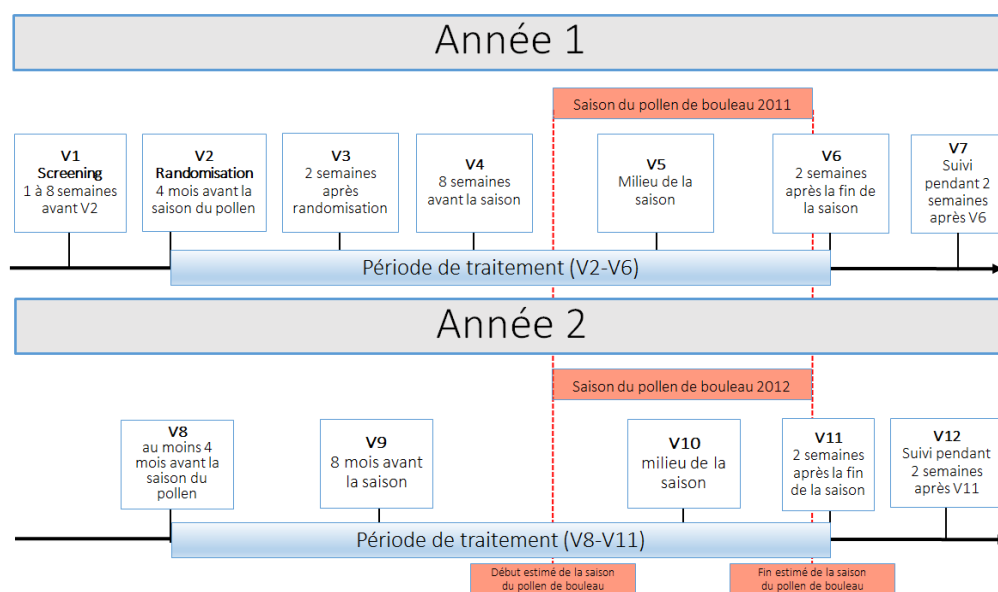 Année 1
Saison du pollen de bouleau 2011
V1
Screening
1 à 8 semaines
avant V2
V2
Randomisation
4 mois avant la
saison du pollen
V3
2 semaines
après
randomisation
V4
8 semaines
avant la saison
V5
Milieu de la
saison
V6
2 semaines
après la fin de
la saison
V7
Suivi
pendant 2
semaines
après V6
Période de traitement (V2-V6)
Année 2
Saison du pollen de bouleau 2012
V8
au moins 4
mois avant la
saison du
pollen
V9
8 mois avant
la saison
V10
milieu de la
saison
V11
2 semaines
après la fin
de la saison
V12
Suivi pendant
2 semaines
après V11
Période de traitement (V8-V11)
Début estimé de la saison
du pollen de bouleau
Fin estimé de la saison
du pollen de bouleau